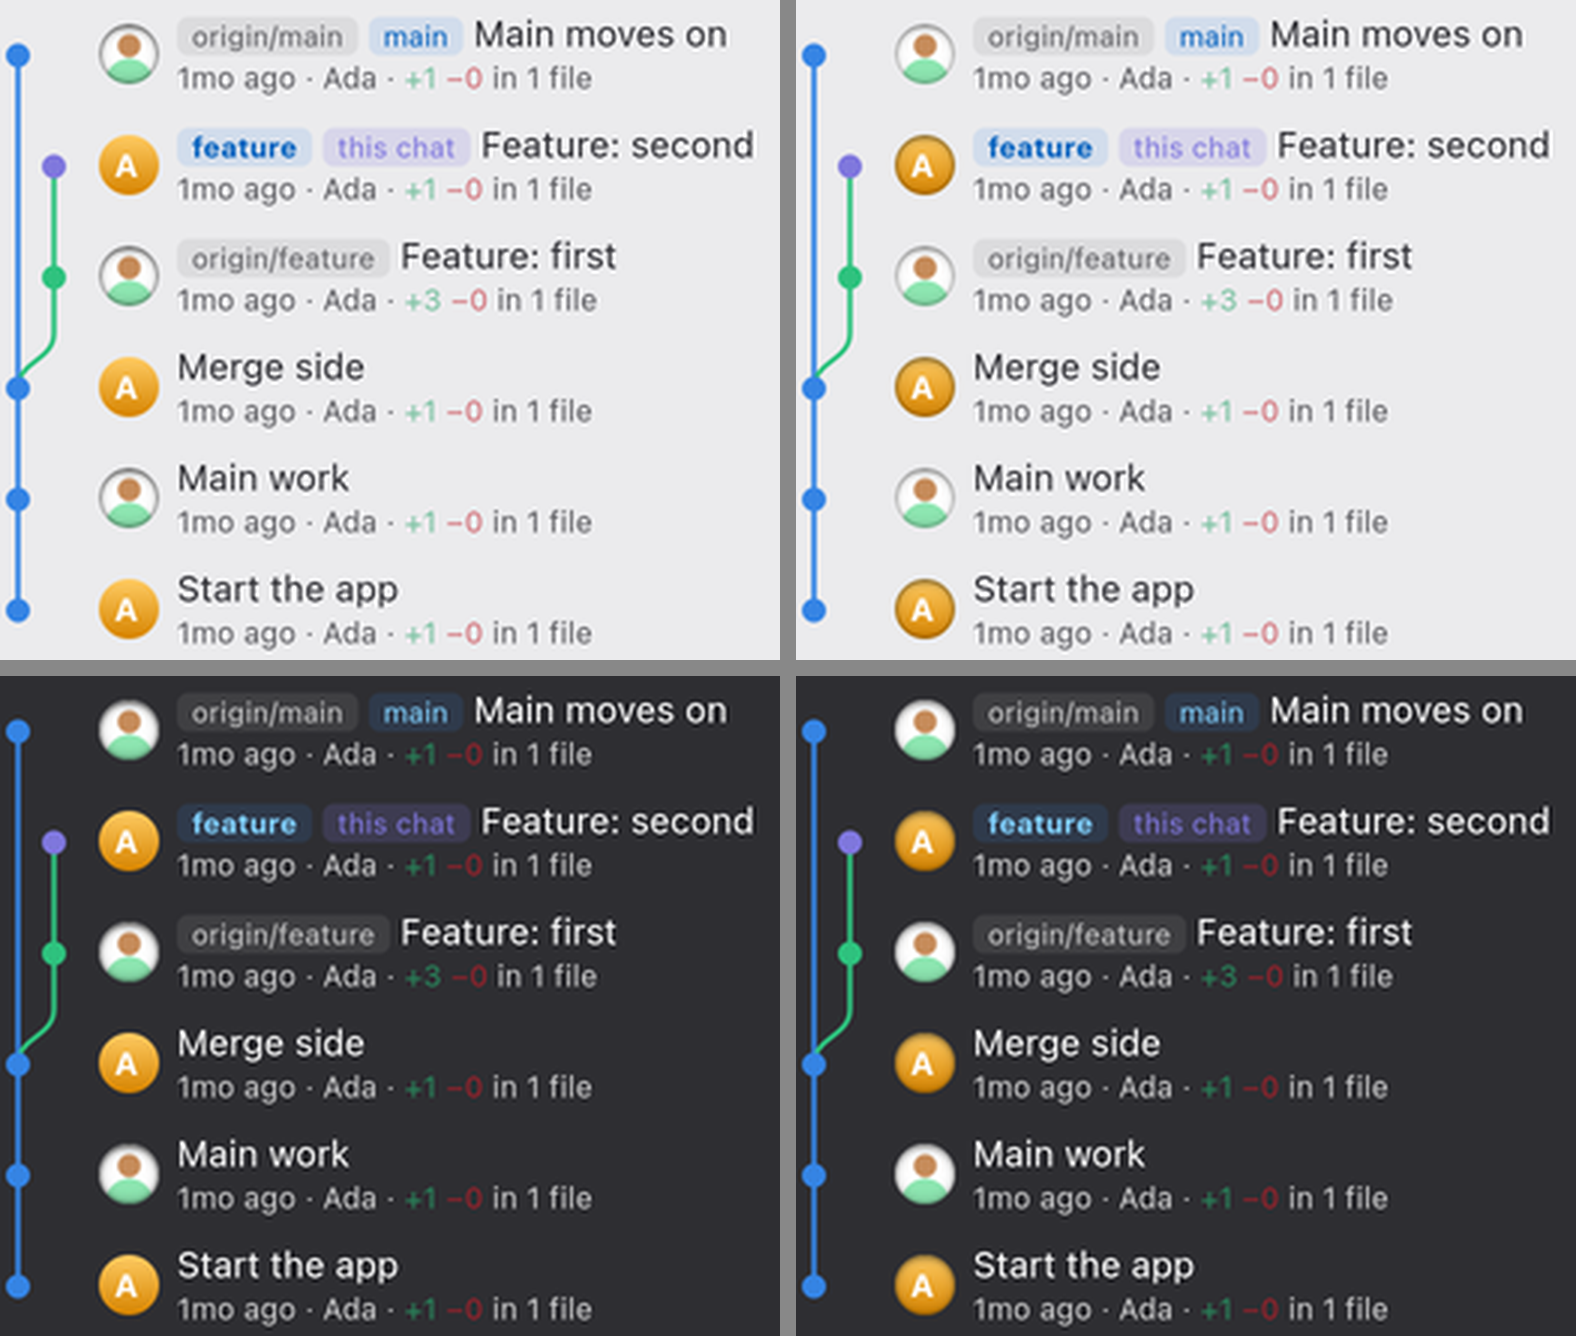 origin/main main Main moves on
1mo ago · Ada · +1 −0 in 1 file
A feature this chat Feature: second
1mo ago · Ada · +1 −0 in 1 file
origin/feature Feature: first
1mo ago · Ada · +3 −0 in 1 file
A Merge side
1mo ago · Ada · +1 −0 in 1 file
Main work
1mo ago · Ada · +1 −0 in 1 file
A Start the app
1mo ago · Ada · +1 −0 in 1 file
origin/main main Main moves on
1mo ago · Ada · +1 −0 in 1 file
A feature this chat Feature: second
1mo ago · Ada · +1 −0 in 1 file
origin/feature Feature: first
1mo ago · Ada · +3 −0 in 1 file
A Merge side
1mo ago · Ada · +1 −0 in 1 file
Main work
1mo ago · Ada · +1 −0 in 1 file
A Start the app
1mo ago · Ada · +1 −0 in 1 file
origin/main main Main moves on
1mo ago · Ada · +1 −0 in 1 file
A feature this chat Feature: second
1mo ago · Ada · +1 −0 in 1 file
origin/feature Feature: first
1mo ago · Ada · +3 −0 in 1 file
A Merge side
1mo ago · Ada · +1 −0 in 1 file
Main work
1mo ago · Ada · +1 −0 in 1 file
A Start the app
1mo ago · Ada · +1 −0 in 1 file
origin/main main Main moves on
1mo ago · Ada · +1 −0 in 1 file
A feature this chat Feature: second
1mo ago · Ada · +1 −0 in 1 file
origin/feature Feature: first
1mo ago · Ada · +3 −0 in 1 file
A Merge side
1mo ago · Ada · +1 −0 in 1 file
Main work
1mo ago · Ada · +1 −0 in 1 file
A Start the app
1mo ago · Ada · +1 −0 in 1 file